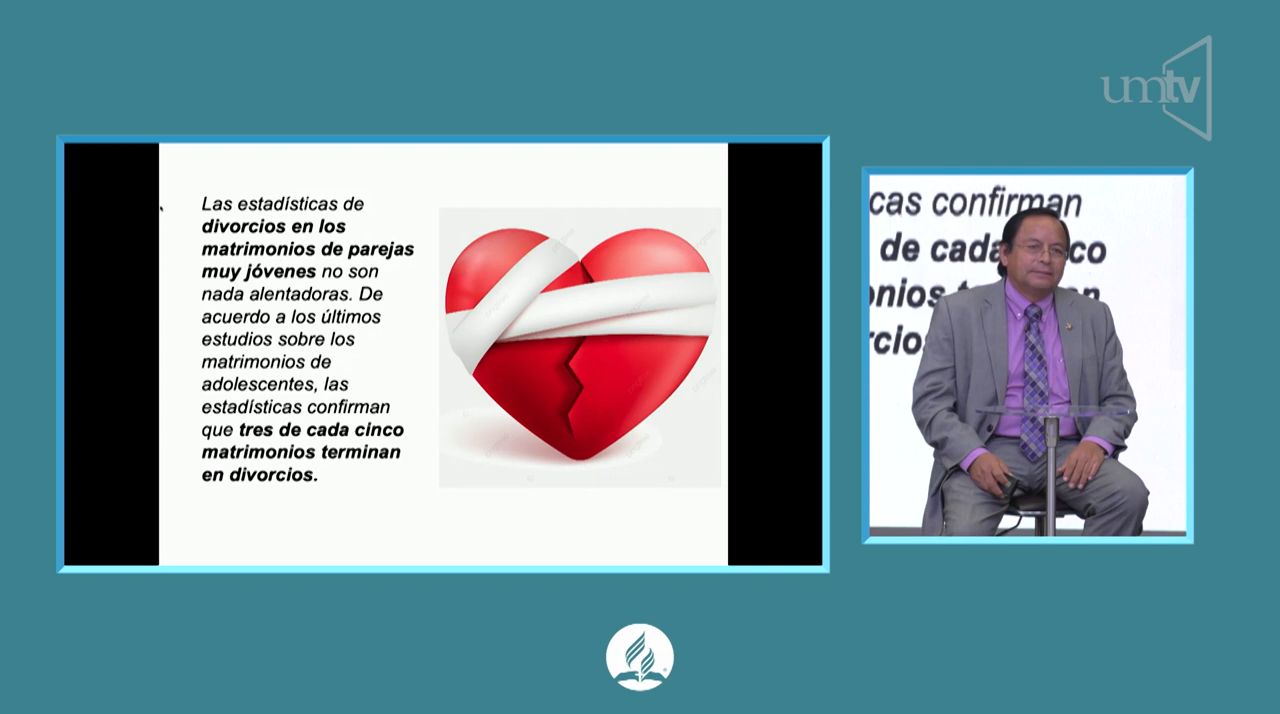 umtv
Las estadísticas de
divorcios en los
matrimonios de parejas
muy jóvenes no son
nada alentadoras. De
acuerdo a los últimos
estudios sobre los
matrimonios de
adolescentes, las
estadísticas confirman
que tres de cada cinco
matrimonios terminan
en divorcios.
cas confirman
de cada co
onios t
rcio